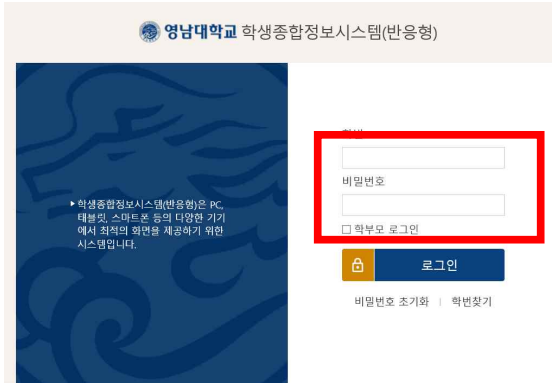 영남대학교 학생종합정보시스템(반응형)
▶학생종합정보시스템(반응형)은 PC,
태블릿, 스마트폰 등의 다양한 기기
에서 최적의 화면을 제공하기 위한
시스템입니다.
비밀번호
학부모 로그인
로그인
비밀번호 초기화 | 학번찾기